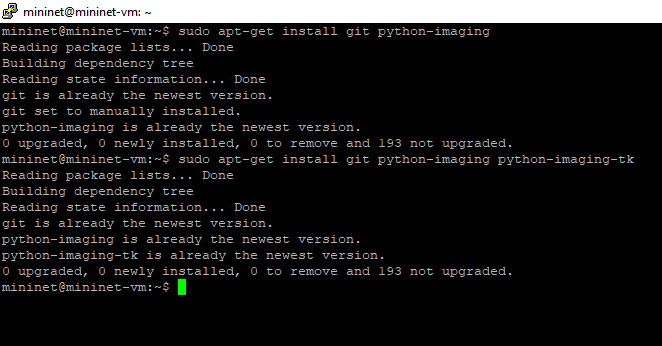 mininet@mininet-vm: ~
mininet@mininet-vm:~$ sudo apt-get install git python-imaging
Reading package lists... Done
Building dependency tree
Reading state information... Done
git is already the newest version.
git set to manually installed.
python-imaging is already the newest version.
0 upgraded, 0 newly installed, 0 to remove and 193 not upgraded.
mininet@mininet-vm:~$ sudo apt-get install git python-imaging python-imaging-tk
Reading package lists... Done
Building dependency tree
Reading state information... Done
git is already the newest version.
python-imaging is already the newest version.
python-imaging-tk is already the newest version.
0 upgraded, 0 newly installed, 0 to remove and 193 not upgraded.
mininet@mininet-vm:~$